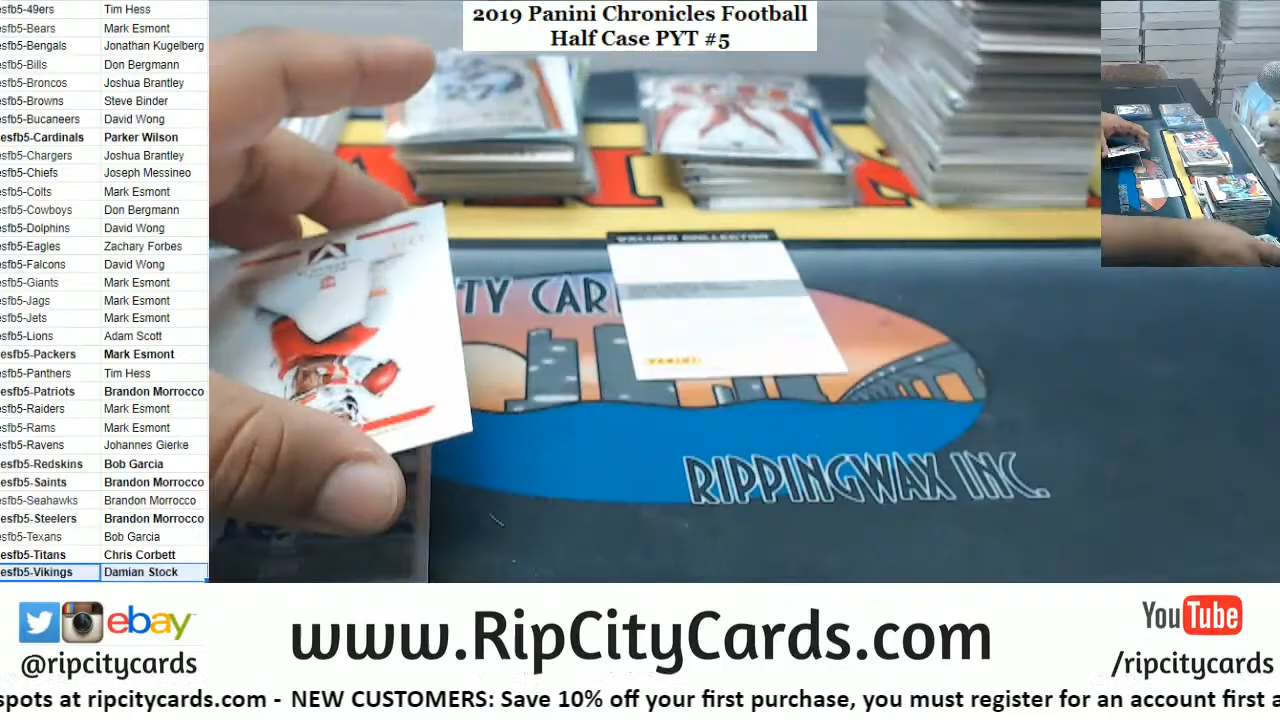 2019 Panini Chronicles Football
Half Case PYT #5
esfb5-49ers Tim Hess
esfb5-Bears Mark Esmont
esfb5-Bengals Jonathan Kugelberg
esfb5-Bills Don Bergmann
esfb5-Broncos Joshua Brantley
esfb5-Browns Steve Binder
esfb5-Bucaneers David Wong
esfb5-Cardinals Parker Wilson
esfb5-Chargers Joshua Brantley
esfb5-Chiefs Joseph Messineo
esfb5-Colts Mark Esmont
esfb5-Cowboys Don Bergmann
esfb5-Dolphins David Wong
esfb5-Eagles Zachary Forbes
esfb5-Falcons David Wong
esfb5-Giants Mark Esmont
esfb5-Jags Mark Esmont
esfb5-Jets Mark Esmont
esfb5-Lions Adam Scott
esfb5-Packers Mark Esmont
esfb5-Panthers Tim Hess
esfb5-Patriots Brandon Morrocco
esfb5-Raiders Mark Esmont
esfb5-Rams Mark Esmont
esfb5-Ravens Johannes Gierke
esfb5-Redskins Bob Garcia
esfb5-Saints Brandon Morrocco
esfb5-Seahawks Brandon Morrocco
esfb5-Steelers Brandon Morrocco
esfb5-Texans Bob Garcia
esfb5-Titans Chris Corbett
esfb5-Vikings Damian Stock
27
VALUED COLLECTOR
PANINI
TY CAR
RIPPINGWAX INC.
ebay
@ripcitycards
www.RipCityCards.com
YouTube
/ripcitycards
spots at ripcitycards.com - NEW CUSTOMERS: Save 10% off your first purchase, you must register for an account first a